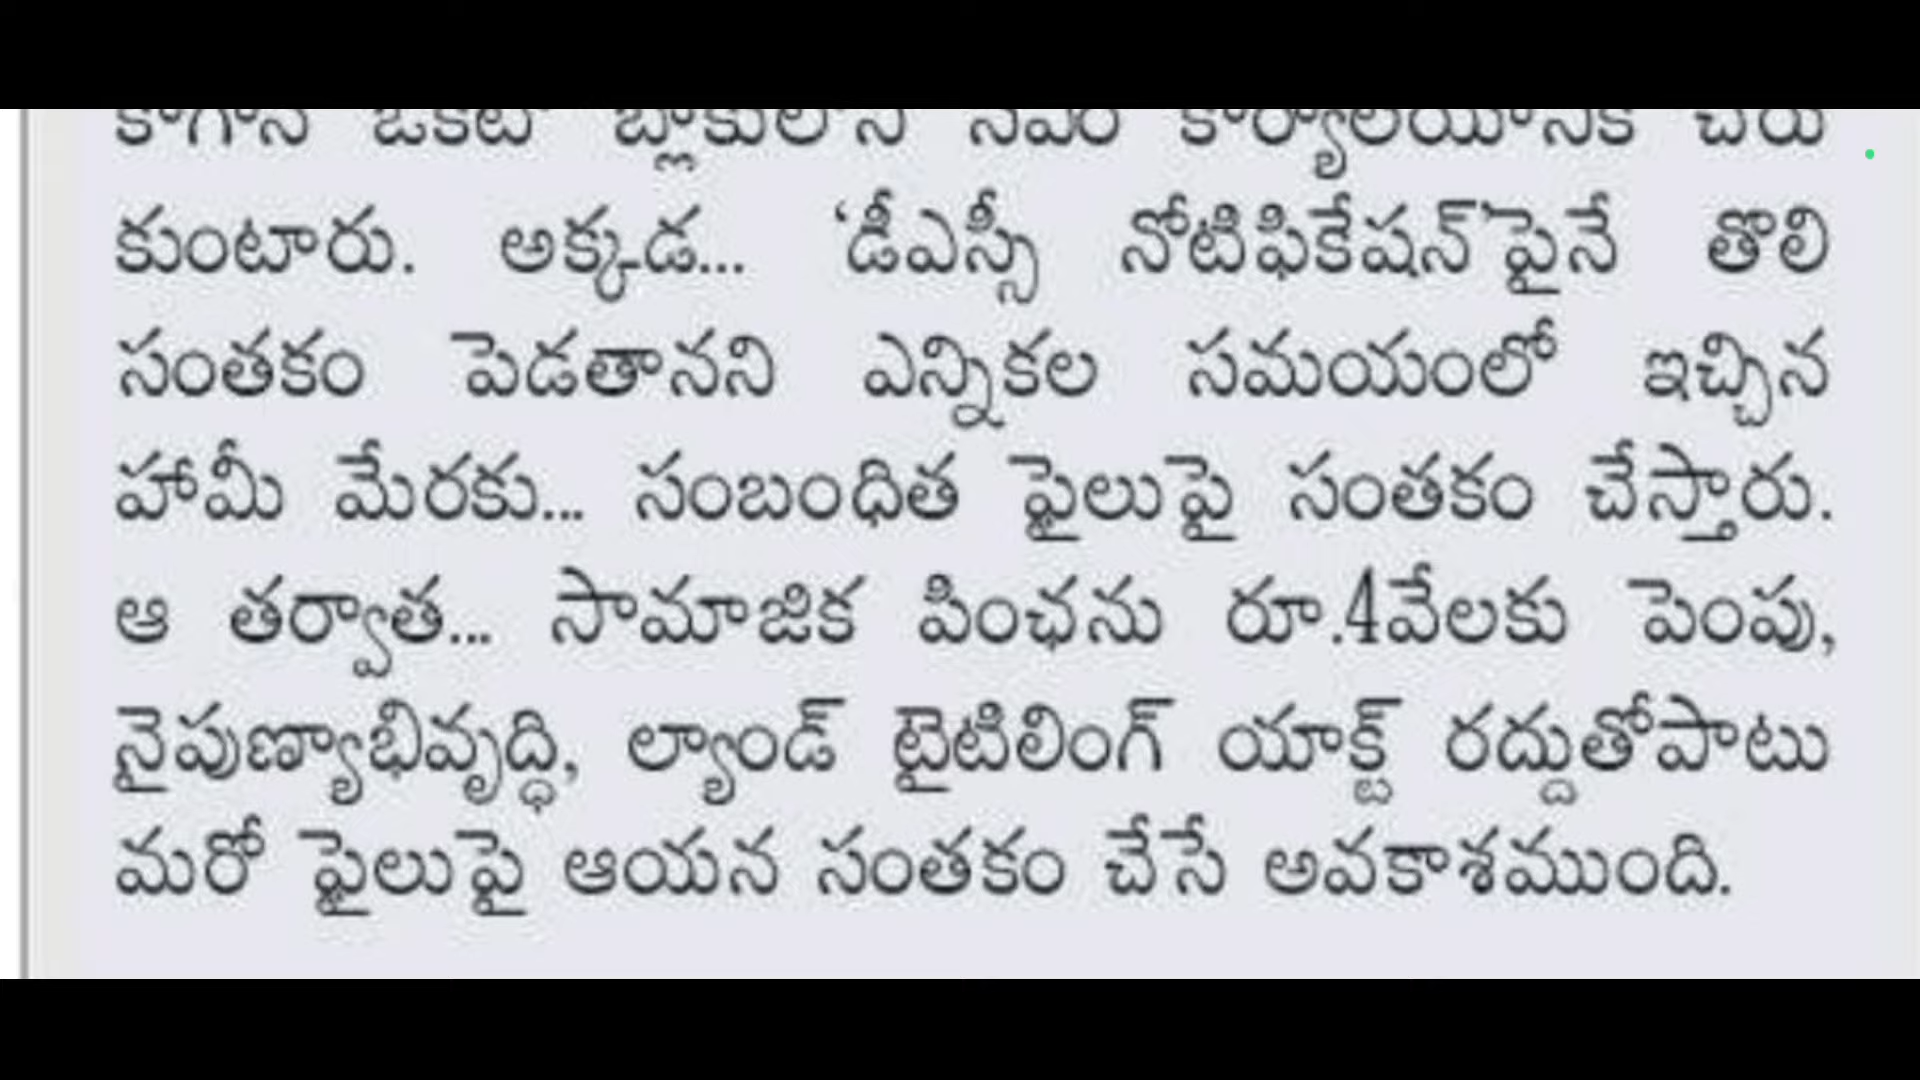 కుంటారు. అక్కడ... 'డీఎస్సీ నోటిఫికేషన్'పైనే తొలి
సంతకం పెడతానని ఎన్నికల సమయంలో ఇచ్చిన
హామీ మేరకు... సంబంధిత ఫైలుపై సంతకం చేస్తారు.
ఆ తర్వాత... సామాజిక పింఛను రూ.4వేలకు పెంపు,
నైపుణ్యాభివృద్ధి, ల్యాండ్ టైటిలింగ్ యాక్ట్ రద్దుతోపాటు
మరో ఫైలుపై ఆయన సంతకం చేసే అవకాశముంది.